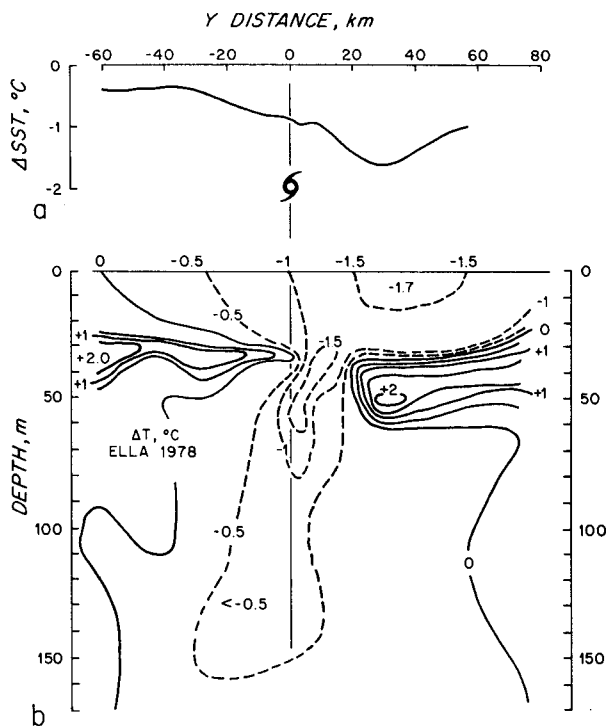 Y DISTANCE, km
-60 -40 -20 0 20 40 60 80
ΔSST, °C
0
-1
-2
a
0 -0.5 -1 -1.5 -1.5
0 0
-1.7
-0.5
-1
-1.5
0
+1 +1
+2.0
+1
50 +2 +1 50
ΔT, °C
ELLA 1978
-1
DEPTH, m
100 -0.5 0 100
<-0.5
150 150
b